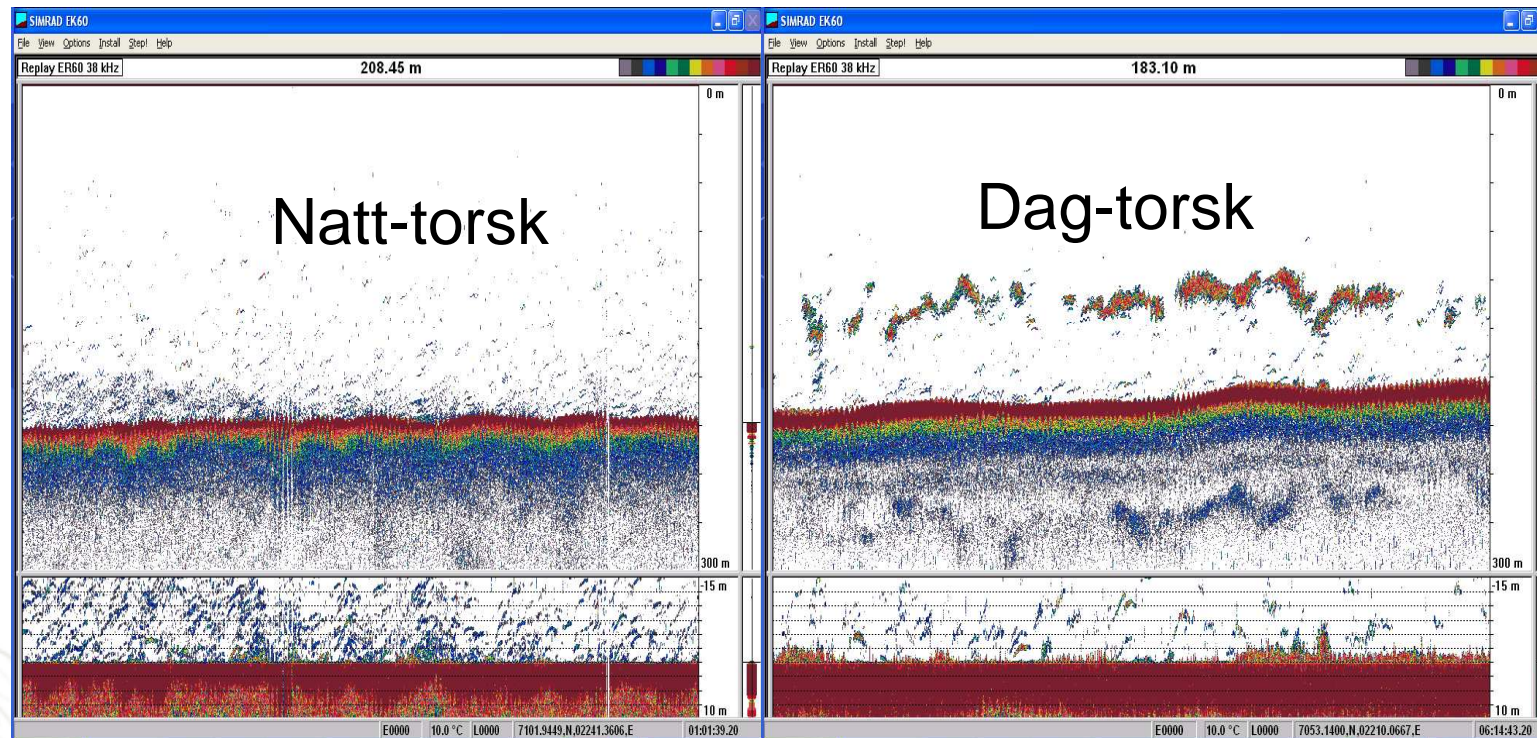 SIMRAD EK60
File View Options Install Step! Help
Replay ER60 38 kHz
208.45 m
0 m
Natt-torsk
300 m
-15 m
10 m
E0000 10.0 °C L0000 7101.9449,N,02241.3606,E 01:01:39.20
SIMRAD EK60
File View Options Install Step! Help
Replay ER60 38 kHz
183.10 m
0 m
Dag-torsk
300 m
-15 m
10 m
E0000 10.0 °C L0000 7053.1400,N,02210.0667,E 06:14:43.20